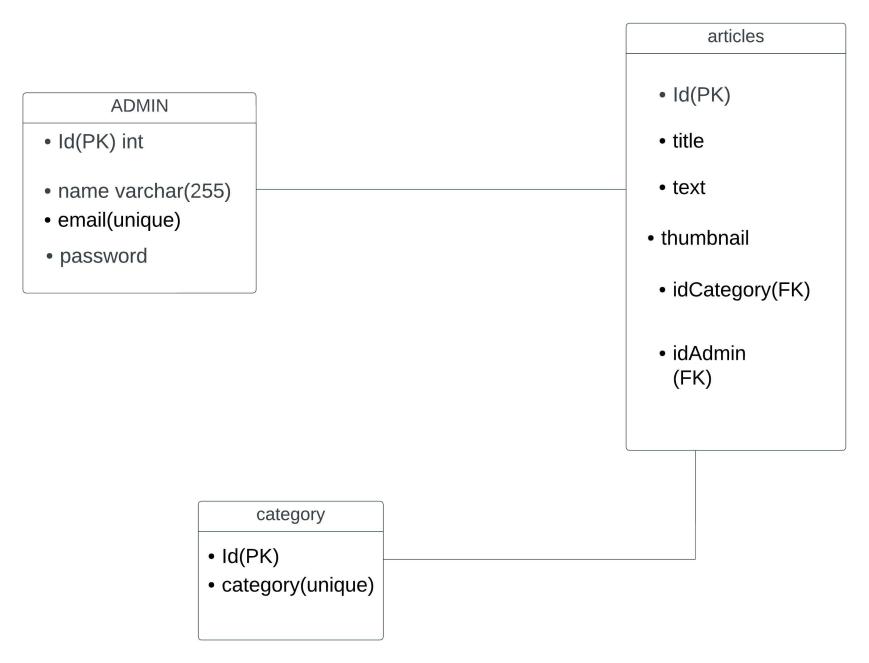 ADMIN
• Id(PK) int
• name varchar(255)
• email(unique)
• password
articles
• Id(PK)
• title
• text
• thumbnail
• idCategory(FK)
• idAdmin
(FK)
category
• Id(PK)
• category(unique)